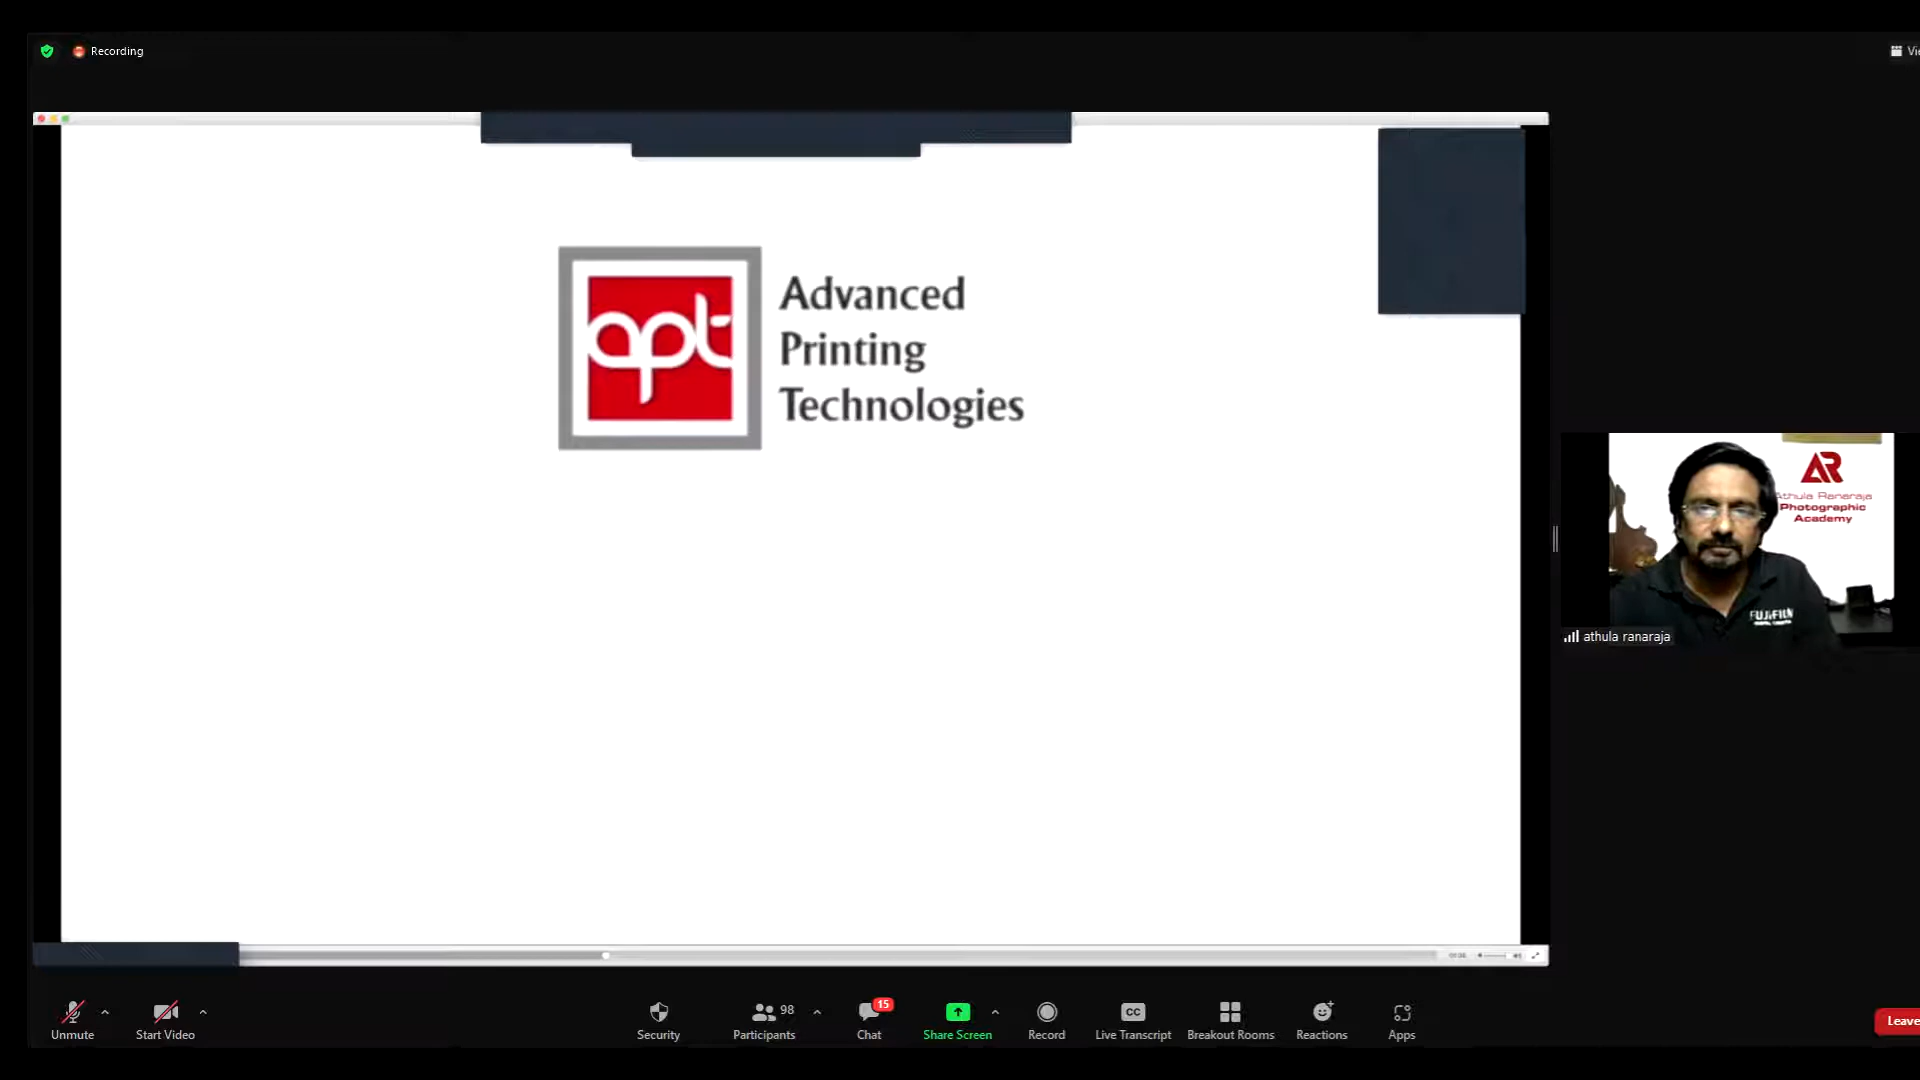 Recording
Vie
apt
Advanced
Printing
Technologies
AR
Athula Ranaraja
Photographic
Academy
FUJIFILM
athula ranaraja
98
15
Unmute
Start Video
Security
Participants
Chat
Share Screen
Record
CC
Live Transcript
Breakout Rooms
Reactions
Apps
Leave